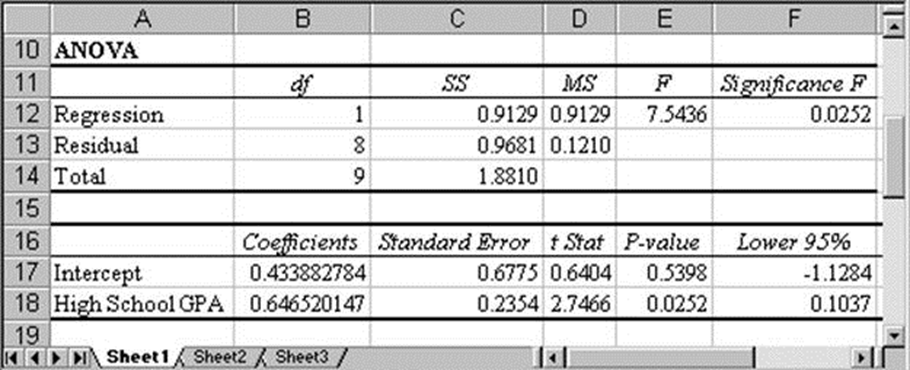 A B C D E F
10 ANOVA
11 df SS MS F Significance F
12 Regression 1 0.9129 0.9129 7.5436 0.0252
13 Residual 8 0.9681 0.1210
14 Total 9 1.8810
15
16 Coefficients Standard Error t Stat P-value Lower 95%
17 Intercept 0.433882784 0.6775 0.6404 0.5398 -1.1284
18 High School GPA 0.646520147 0.2354 2.7466 0.0252 0.1037
19
Sheet1 Sheet2 Sheet3